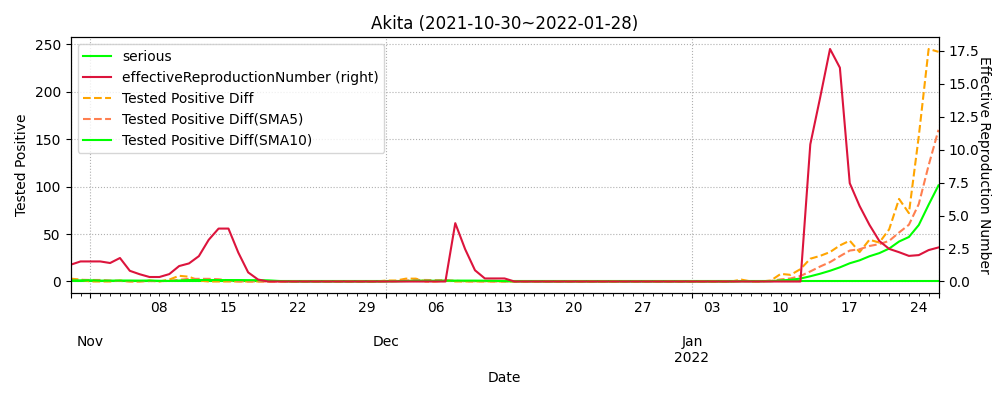 Akita (2021-10-30~2022-01-28)
serious
effectiveReproductionNumber (right)
Tested Positive Diff
Tested Positive Diff(SMA5)
Tested Positive Diff(SMA10)
Tested Positive
250
200
150
100
50
0
17.5
15.0
12.5
10.0
7.5
5.0
2.5
0.0
Effective Reproduction Number
08 15 22 29 06 13 20 27 03 10 17 24
Nov Dec Jan
2022
Date